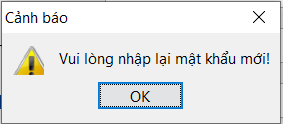 Cảnh báo
Vui lòng nhập lại mật khẩu mới!
OK